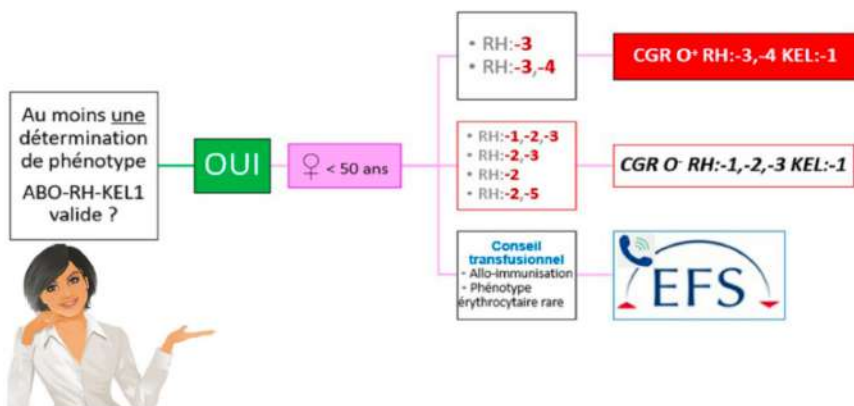 Au moins une
détermination
de phénotype
ABO-RH-KEL1
valide ?
OUI
♀ < 50 ans
• RH:-3
• RH:-3,-4
CGR O⁺ RH:-3,-4 KEL:-1
• RH:-1,-2,-3
• RH:-2,-3
• RH:-2
• RH:-2,-5
CGR O⁻ RH:-1,-2,-3 KEL:-1
Conseil
transfusionnel
- Allo-immunisation
- Phénotype
érythrocytaire rare
EFS